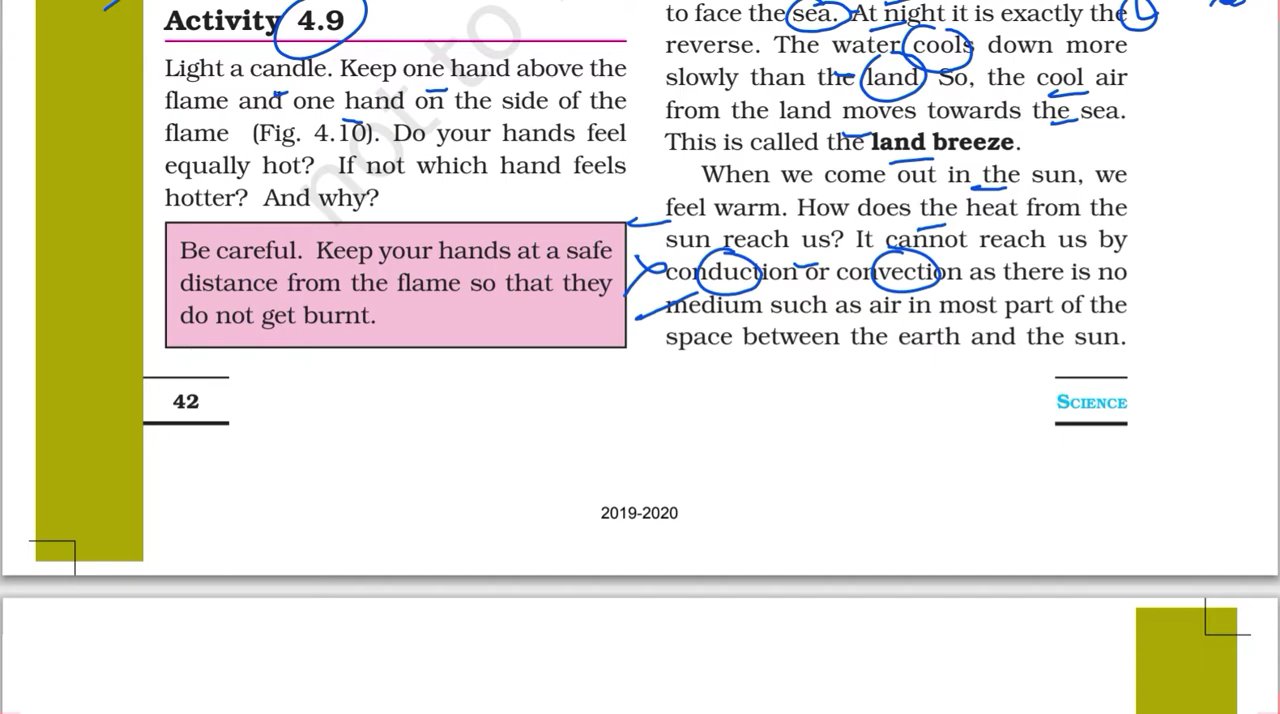 Activity 4.9
Light a candle. Keep one hand above the
flame and one hand on the side of the
flame (Fig. 4.10). Do your hands feel
equally hot? If not which hand feels
hotter? And why?
Be careful. Keep your hands at a safe
distance from the flame so that they
do not get burnt.
to face the sea. At night it is exactly the
reverse. The water cools down more
slowly than the land So, the cool air
from the land moves towards the sea.
This is called the land breeze.
When we come out in the sun, we
feel warm. How does the heat from the
sun reach us? It cannot reach us by
conduction or convection as there is no
medium such as air in most part of the
space between the earth and the sun.
42
SCIENCE
2019-2020
not to